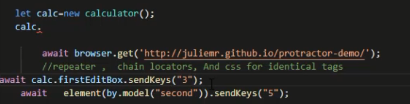 let calc=new calculator();
calc.
await browser.get('http://juliemr.github.io/protractor-demo/');
//repeater , chain locators, And css for identical tags
await calc.firstEditBox.sendKeys("3");
await element(by.model("second")).sendKeys("5");